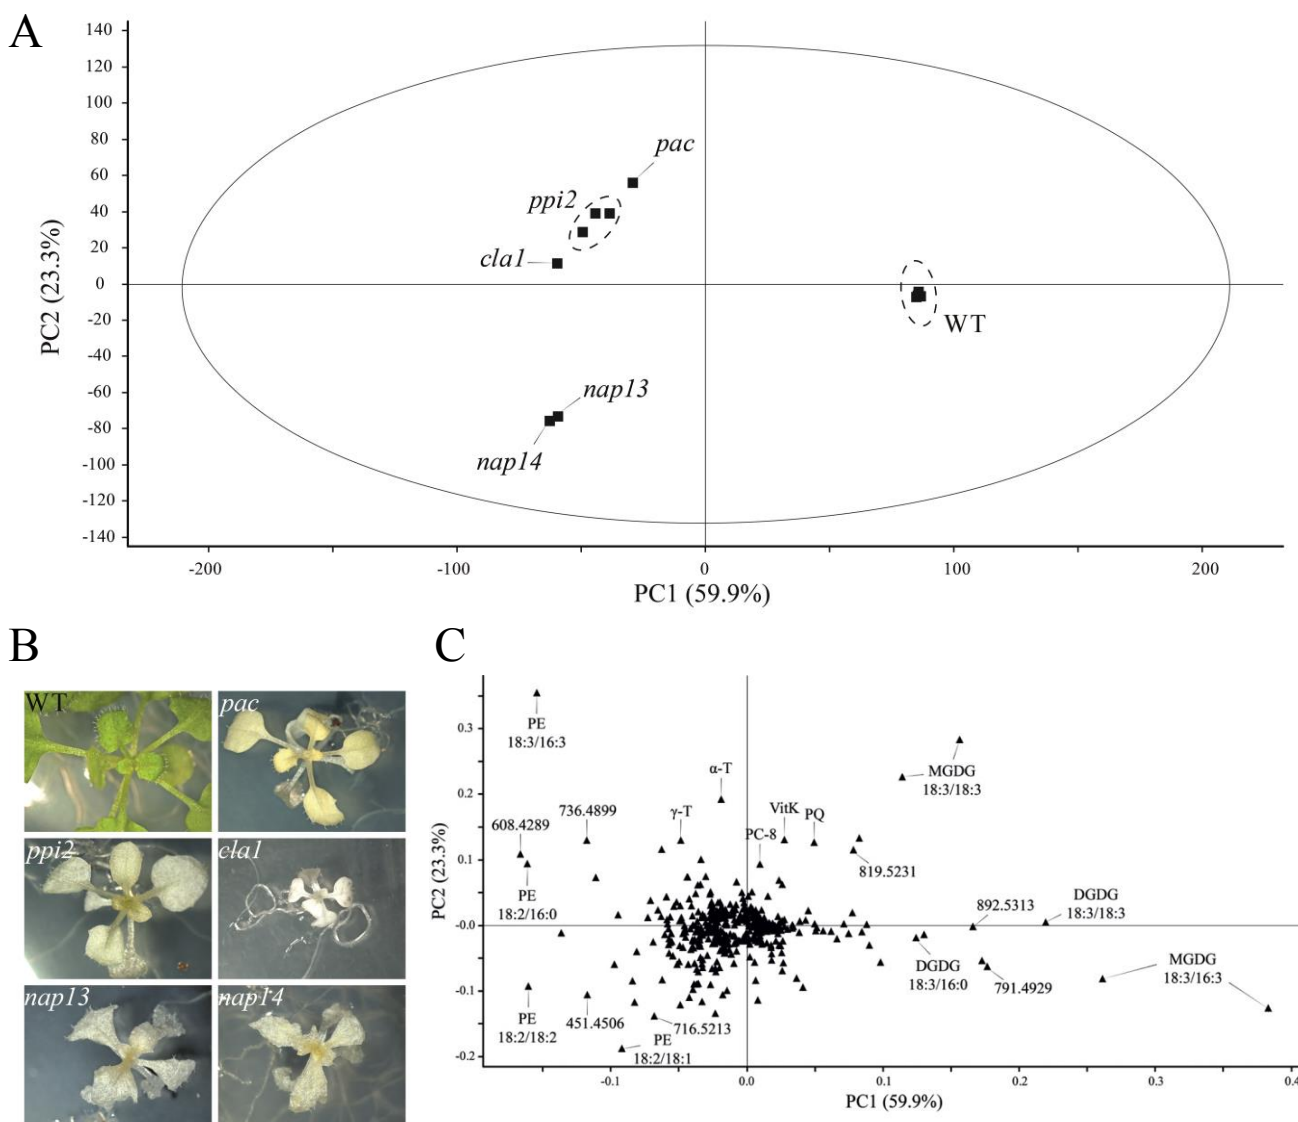 A
140
120
100
80
60
40
20
0
-20
-40
-60
-80
-100
-120
-140
PC2 (23.3%)
pac
ppi2
cla1
WT
nap13
nap14
-200
-100
0
100
200
PC1 (59.9%)
B
WT
pac
ppi2
cla1
nap13
nap14
C
0.3
0.2
0.1
-0.0
-0.1
-0.2
PC2 (23.3%)
PE
18:3/16:3
α-T
MGDG
18:3/18:3
736.4899
γ-T
VitK
PQ
608.4289
PC-8
819.5231
PE
18:2/16:0
892.5313
DGDG
18:3/18:3
DGDG
18:3/16:0
MGDG
18:3/16:3
791.4929
PE
18:2/18:2
451.4506
716.5213
PE
18:2/18:1
-0.1
0.0
0.1
0.2
0.3
0.4
PC1 (59.9%)